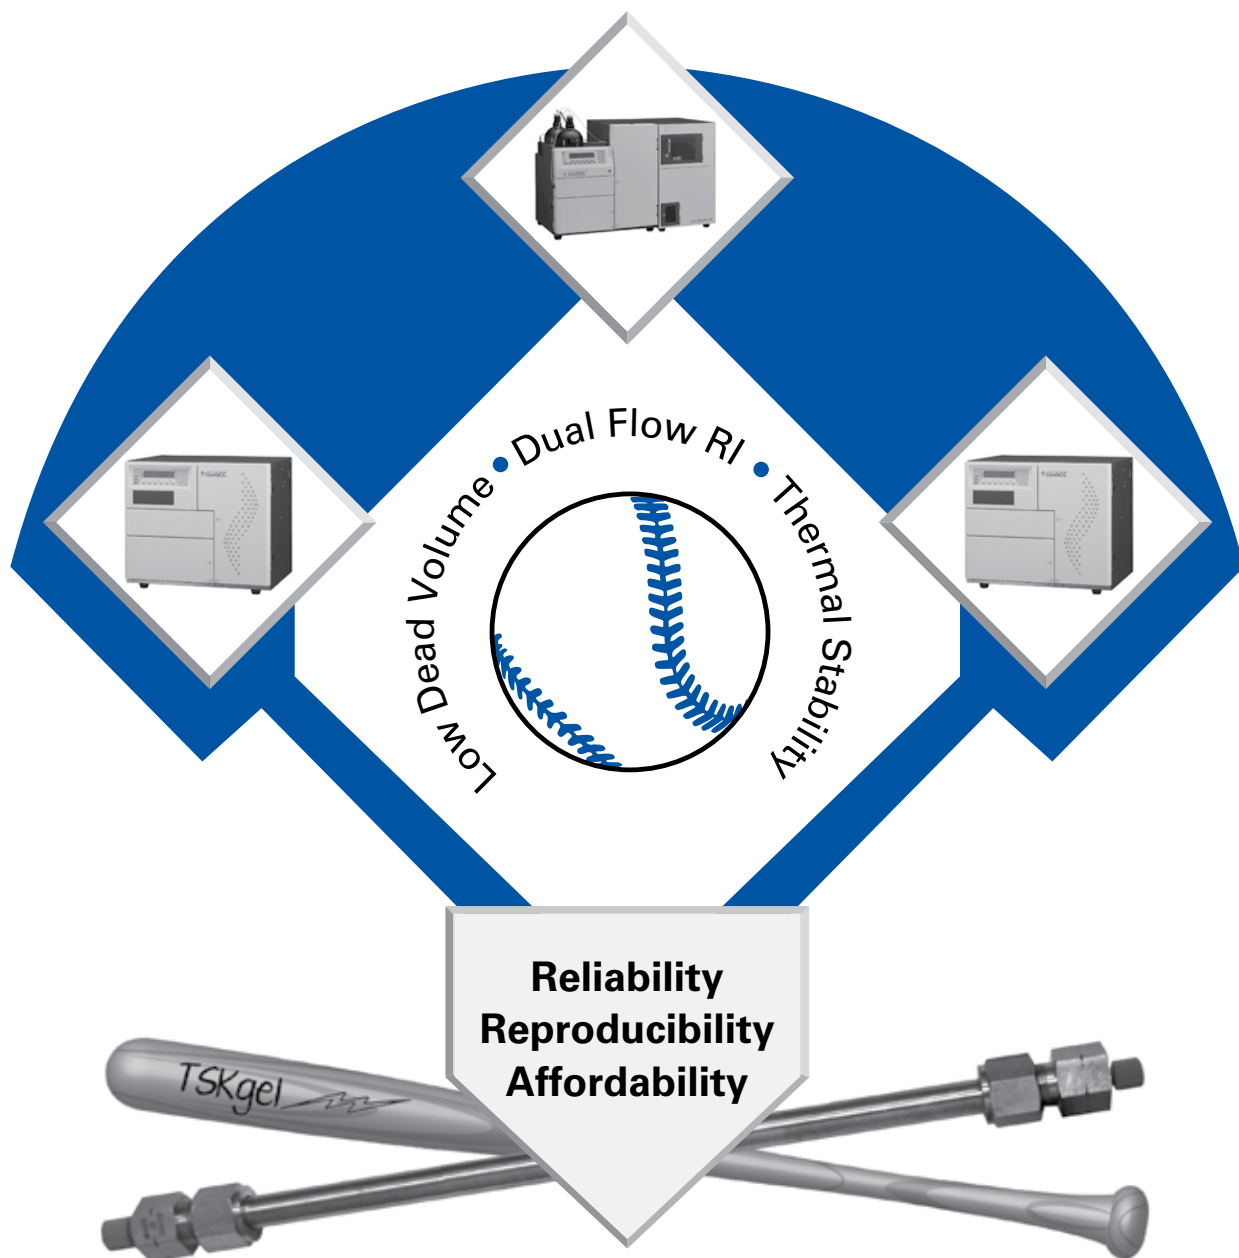 Low Dead Volume • Dual Flow RI • Thermal Stability
Reliability
Reproducibility
Affordability
TSKgel